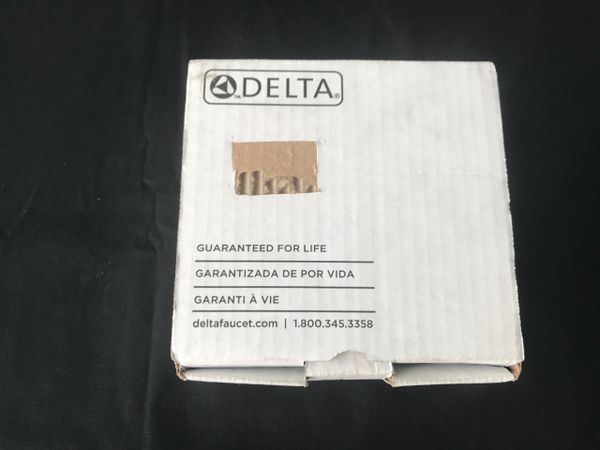 DELTA®
GUARANTEED FOR LIFE
GARANTIZADA DE POR VIDA
GARANTI À VIE
deltafaucet.com | 1.800.345.3358